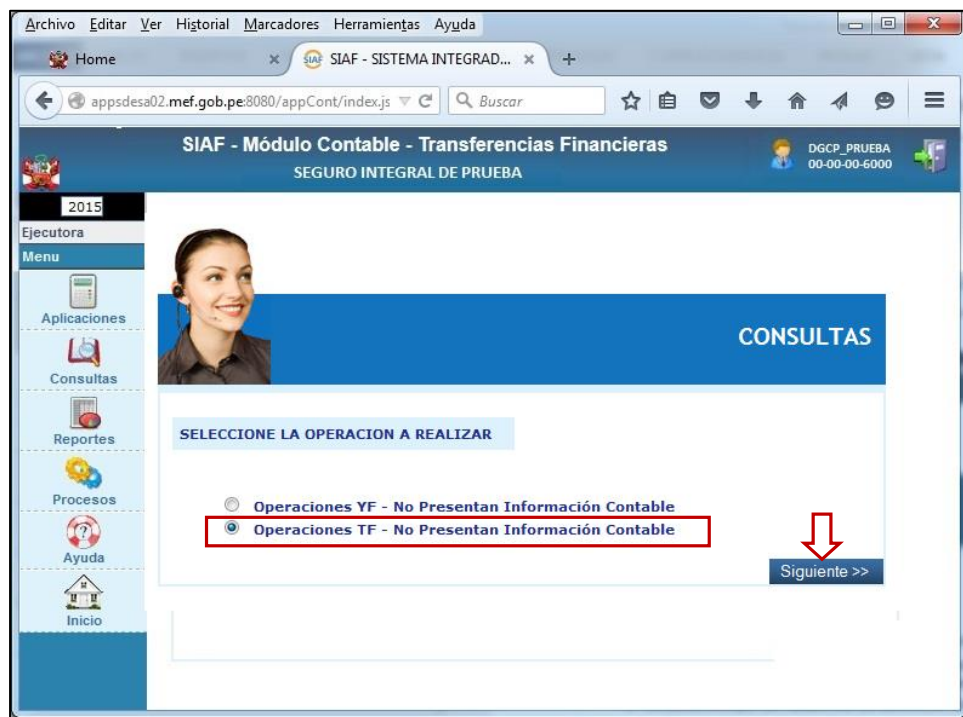 Archivo Editar Ver Historial Marcadores Herramientas Ayuda
Home
SIAF
SIAF - SISTEMA INTEGRAD...
appsdesa02.mef.gob.pe:8080/appCont/index.js
Buscar
SIAF - Módulo Contable - Transferencias Financieras
SEGURO INTEGRAL DE PRUEBA
DGCP_PRUEBA
00-00-00-6000
2015
Ejecutora
Menu
Aplicaciones
Consultas
Reportes
Procesos
Ayuda
Inicio
CONSULTAS
SELECCIONE LA OPERACION A REALIZAR
Operaciones YF - No Presentan Información Contable
Operaciones TF - No Presentan Información Contable
Siguiente >>